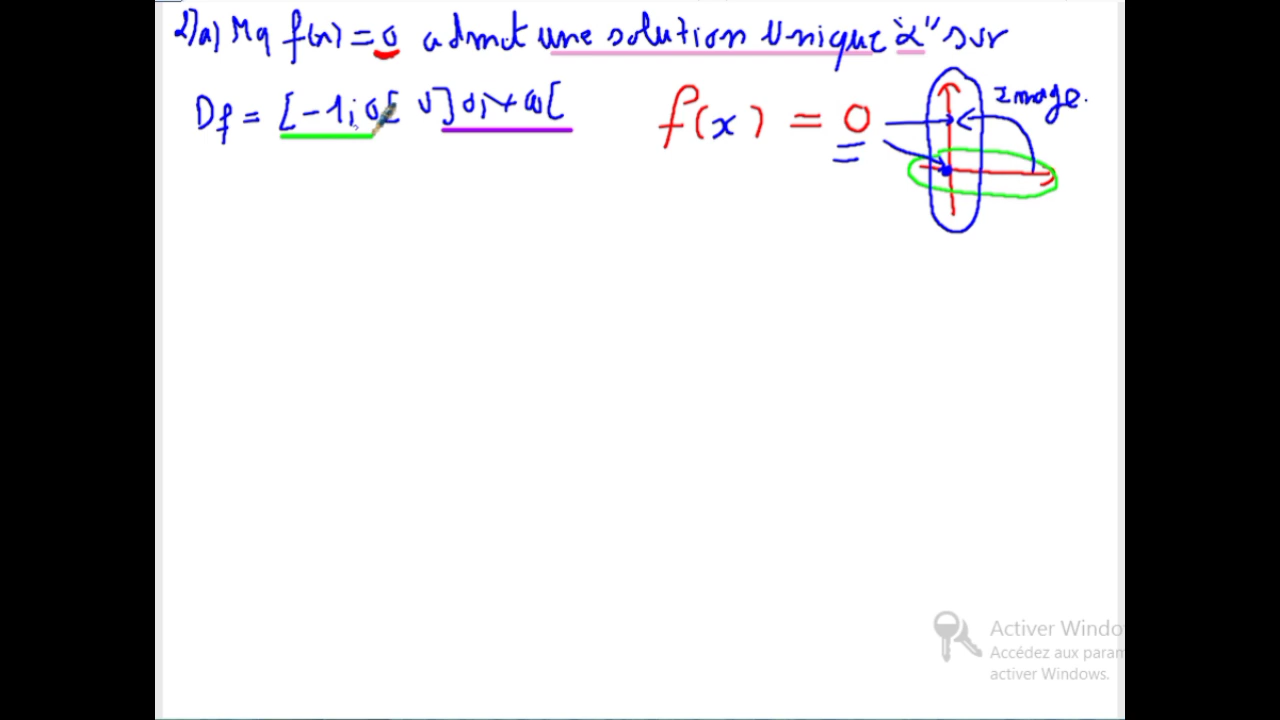 2)a) Mq f(x) = 0 admet une solution unique "α" sur
Df = [-1; 0[ ∪ ]0; +∞[
f(x) = 0
image.
Activer Windo
Accédez aux param
activer Windows.